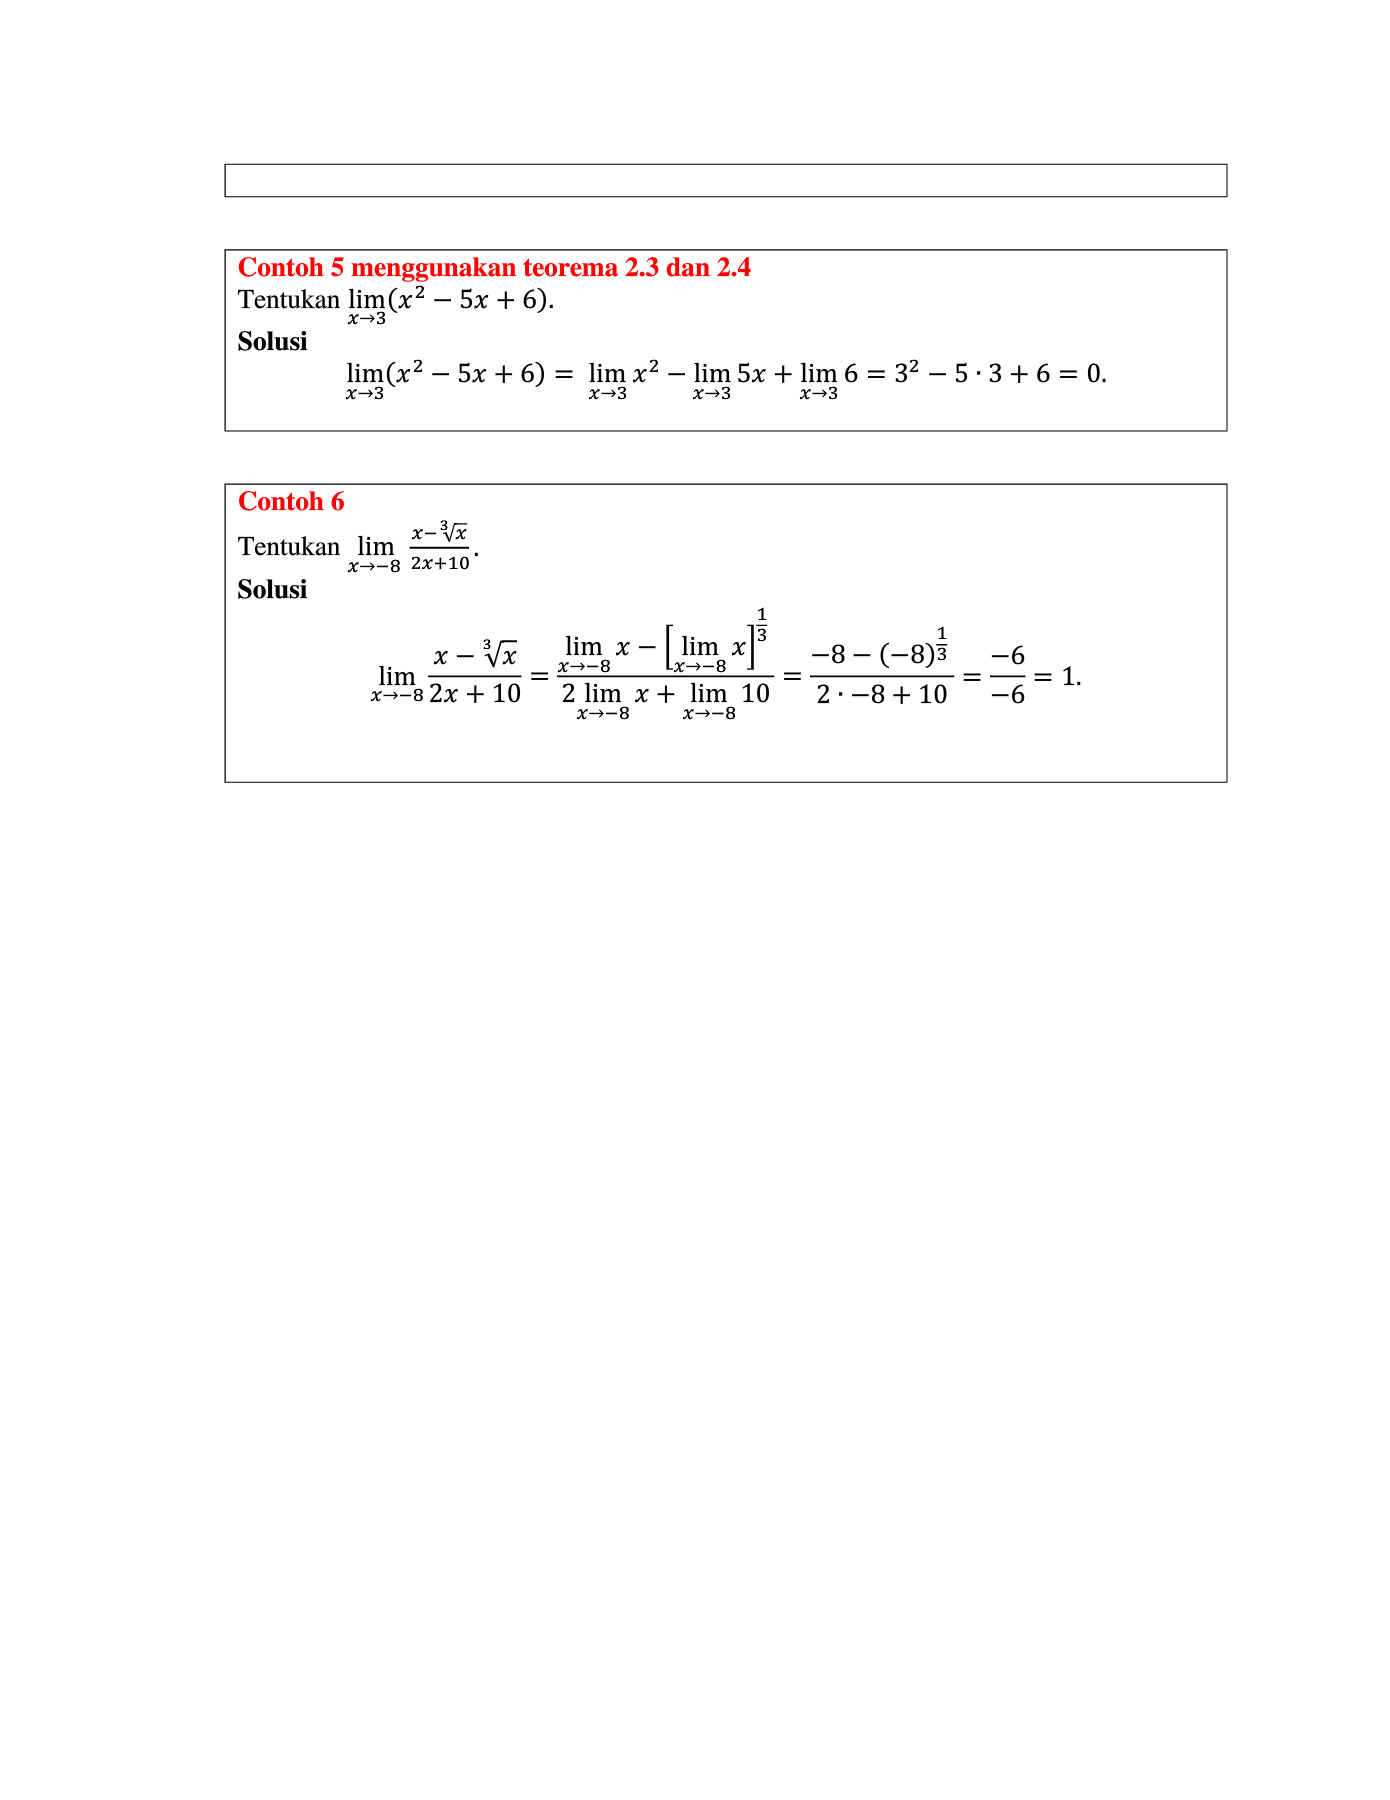 Contoh 5 menggunakan teorema 2.3 dan 2.4
Tentukan $\lim_{x \to 3}(x^2 - 5x + 6)$.
Solusi
$\lim_{x \to 3}(x^2 - 5x + 6) = \lim_{x \to 3} x^2 - \lim_{x \to 3} 5x + \lim_{x \to 3} 6 = 3^2 - 5 \cdot 3 + 6 = 0.$
Contoh 6
Tentukan $\lim_{x \to -8} \frac{x - \sqrt[3]{x}}{2x + 10}$.
Solusi
$\lim_{x \to -8} \frac{x - \sqrt[3]{x}}{2x + 10} = \frac{\lim_{x \to -8} x - \left[\lim_{x \to -8} x\right]^{\frac{1}{3}}}{2 \lim_{x \to -8} x + \lim_{x \to -8} 10} = \frac{-8 - (-8)^{\frac{1}{3}}}{2 \cdot -8 + 10} = \frac{-6}{-6} = 1.$